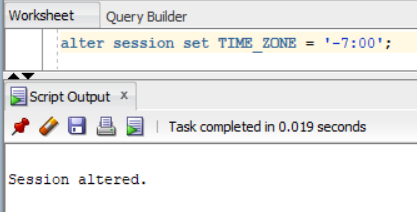 Worksheet Query Builder
alter session set TIME_ZONE = '-7:00';
Script Output x
Task completed in 0.019 seconds
Session altered.